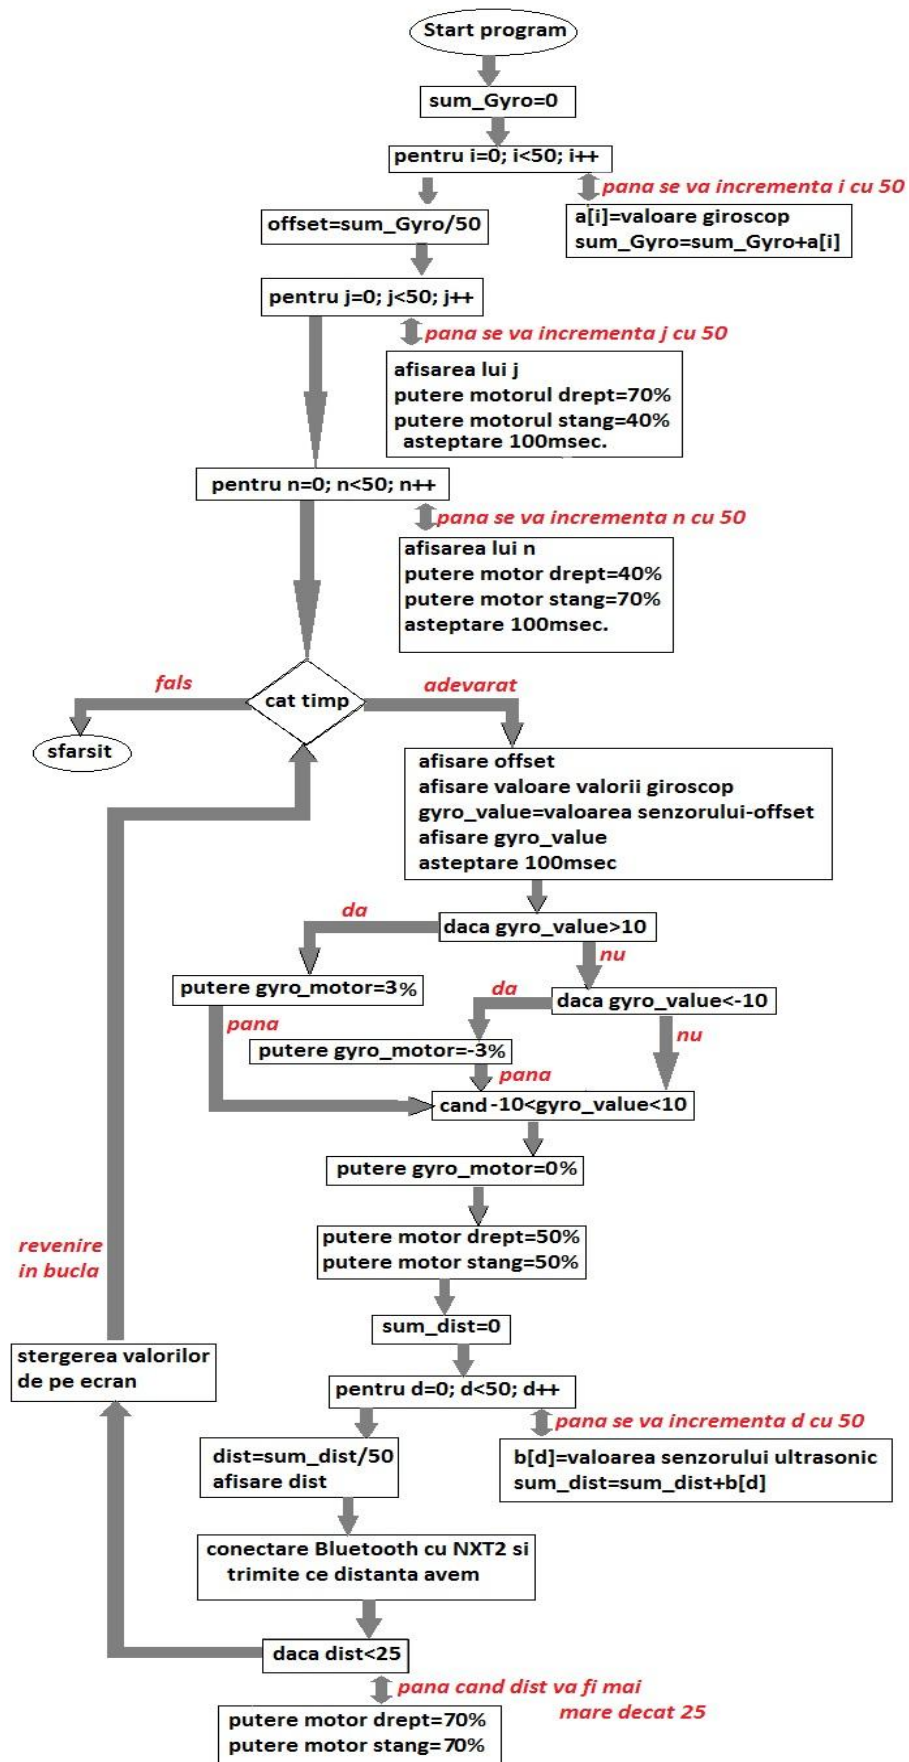 Start program
sum_Gyro=0
pentru i=0; i<50; i++
pana se va incrementa i cu 50
a[i]=valoare giroscop
sum_Gyro=sum_Gyro+a[i]
offset=sum_Gyro/50
pentru j=0; j<50; j++
pana se va incrementa j cu 50
afisarea lui j
putere motorul drept=70%
putere motorul stang=40%
asteptare 100msec.
pentru n=0; n<50; n++
pana se va incrementa n cu 50
afisarea lui n
putere motor drept=40%
putere motor stang=70%
asteptare 100msec.
fals
cat timp
adevarat
sfarsit
afisare offset
afisare valoare valorii giroscop
gyro_value=valoarea senzorului-offset
afisare gyro_value
asteptare 100msec
da
daca gyro_value>10
nu
putere gyro_motor=3%
da
daca gyro_value<-10
pana
nu
putere gyro_motor=-3%
pana
cand -10<gyro_value<10
putere gyro_motor=0%
putere motor drept=50%
putere motor stang=50%
revenire
in bucla
sum_dist=0
stergerea valorilor
de pe ecran
pentru d=0; d<50; d++
pana se va incrementa d cu 50
dist=sum_dist/50
afisare dist
b[d]=valoarea senzorului ultrasonic
sum_dist=sum_dist+b[d]
conectare Bluetooth cu NXT2 si
trimite ce distanta avem
daca dist<25
pana cand dist va fi mai
mare decat 25
putere motor drept=70%
putere motor stang=70%